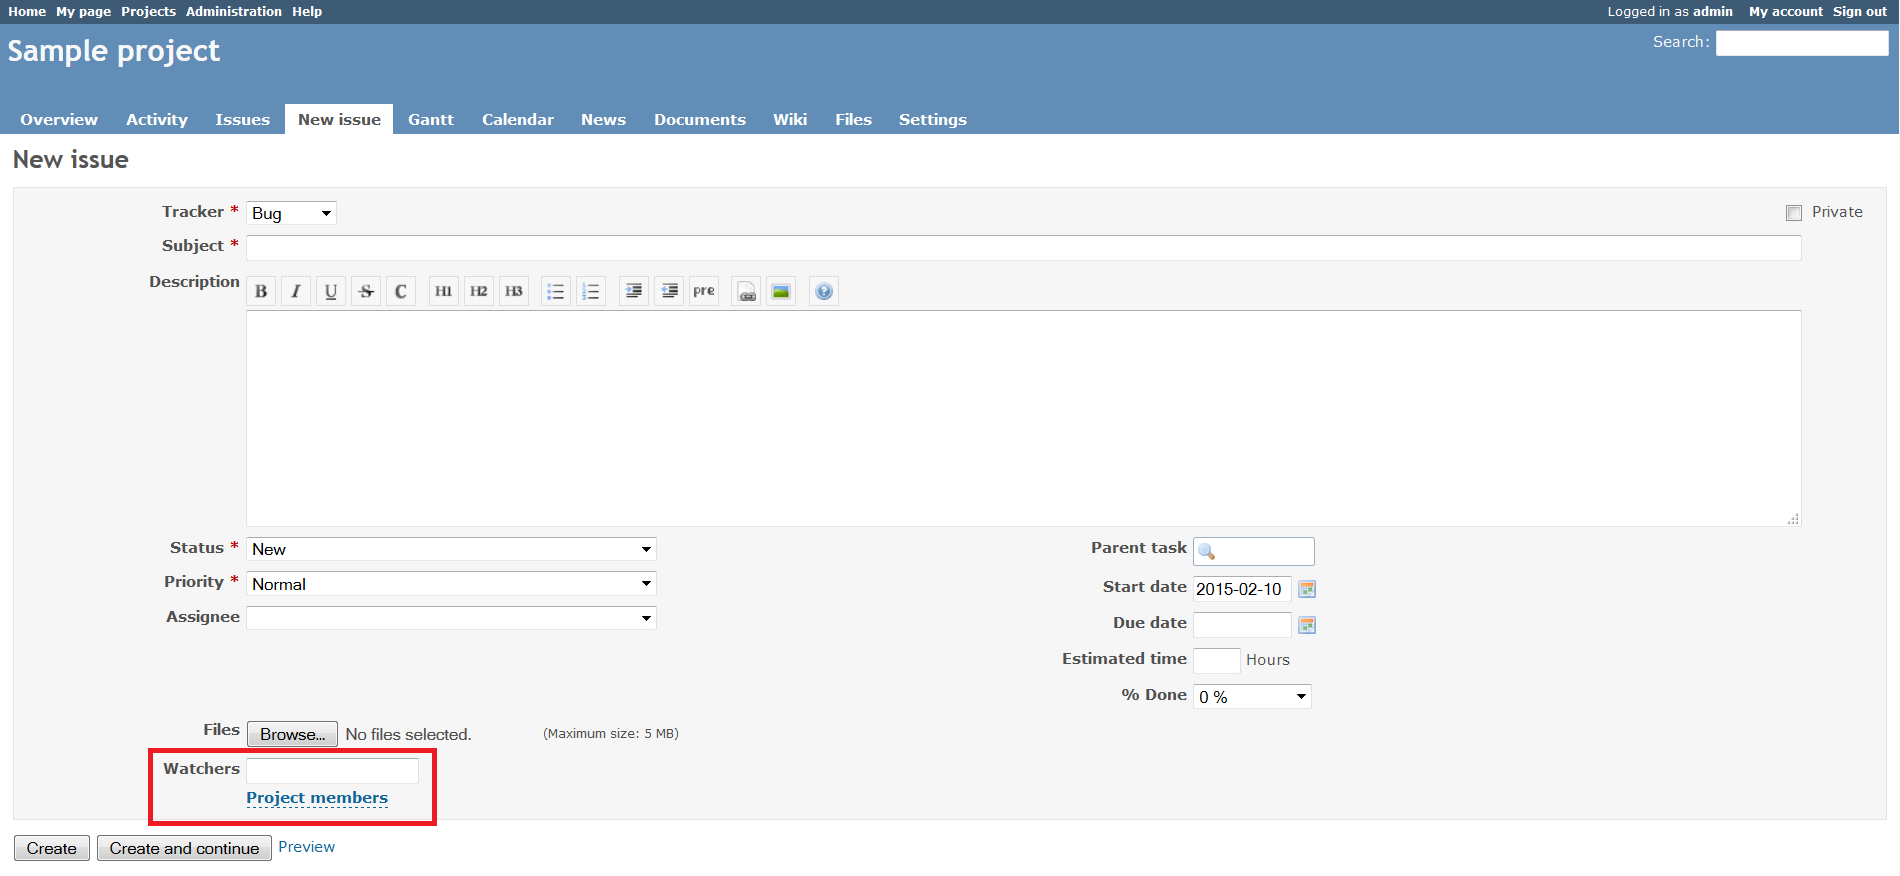 Home My page Projects Administration Help Logged in as admin My account Sign out
Sample project Search:
Overview Activity Issues New issue Gantt Calendar News Documents Wiki Files Settings
New issue
Tracker * Bug Private
Subject *
Description B I U S C H1 H2 H3 pre
Status * New Parent task
Priority * Normal Start date 2015-02-10
Assignee Due date
Estimated time Hours
% Done 0 %
Files Browse... No files selected. (Maximum size: 5 MB)
Watchers
Project members
Create Create and continue Preview